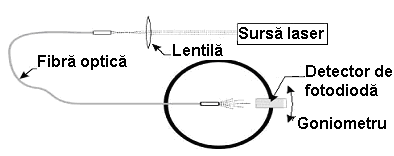 Sursă laser
Lentilă
Fibră optică
Detector de
fotodiodă
Goniometru